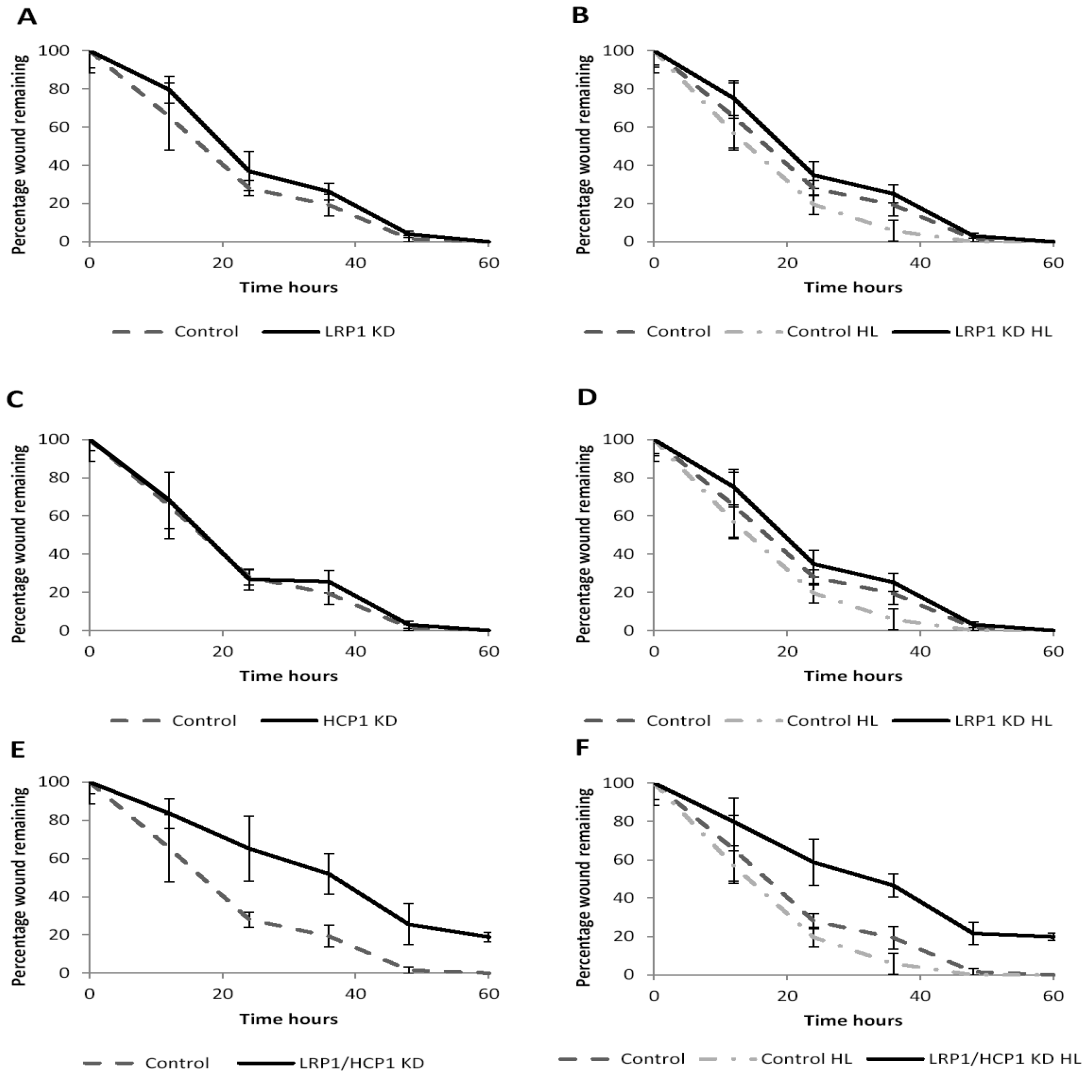 A
Percentage wound remaining
100
80
60
40
20
0
0 20 40 60
Time hours
Control LRP1 KD
B
Percentage wound remaining
100
80
60
40
20
0
0 20 40 60
Time hours
Control Control HL LRP1 KD HL
C
Percentage wound remaining
100
80
60
40
20
0
0 20 40 60
Time hours
Control HCP1 KD
D
Percentage wound remaining
100
80
60
40
20
0
0 20 40 60
Time hours
Control Control HL LRP1 KD HL
E
Percentage wound remaining
100
80
60
40
20
0
0 20 40 60
Time hours
Control LRP1/HCP1 KD
F
Percentage wound remaining
100
80
60
40
20
0
0 20 40 60
Time hours
Control Control HL LRP1/HCP1 KD HL